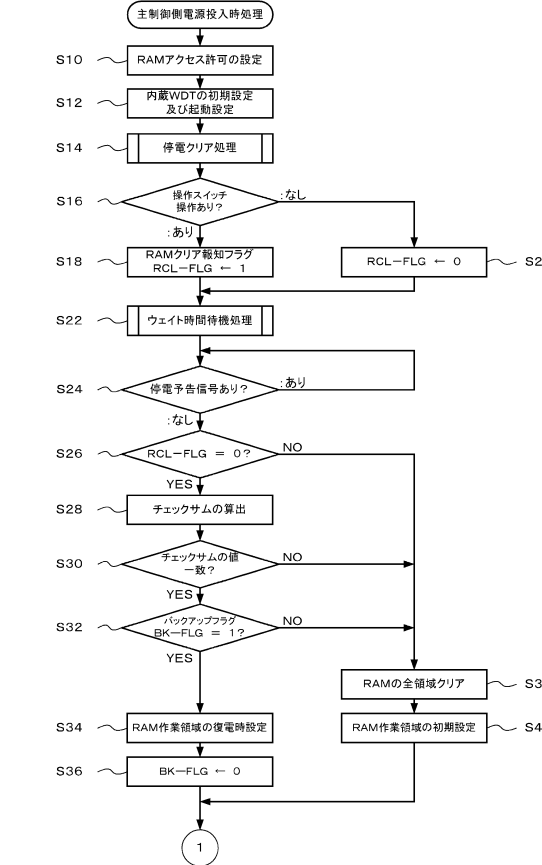 主制御側電源投入時処理
S10
RAMアクセス許可の設定
S12
内蔵WDTの初期設定
及び起動設定
S14
停電クリア処理
S16
操作スイッチ
操作あり?
:なし
:あり
S18
RAMクリア報知フラグ
RCL-FLG ← 1
RCL-FLG ← 0
S2
S22
ウェイト時間待機処理
S24
停電予告信号あり?
:あり
:なし
S26
RCL-FLG = 0?
NO
YES
S28
チェックサムの算出
S30
チェックサムの値
一致?
NO
YES
S32
バックアップフラグ
BK-FLG = 1?
NO
YES
RAMの全領域クリア
S3
S34
RAM作業領域の復電時設定
RAM作業領域の初期設定
S4
S36
BK-FLG ← 0
1